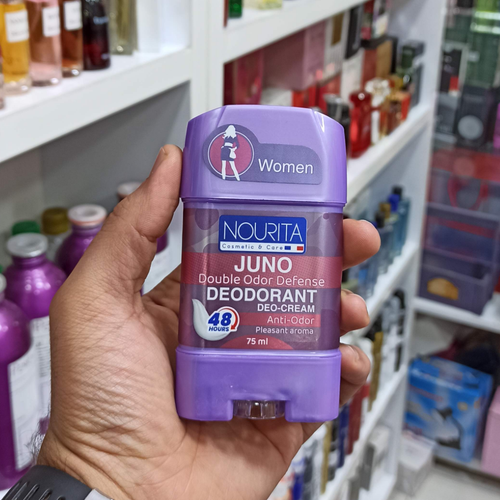 Women
NOURITA
Cosmetic & Care
JUNO
Double Odor Defense
DEODORANT
DEO-CREAM
48
HOURS
Anti-Odor
Pleasant aroma
75 ml